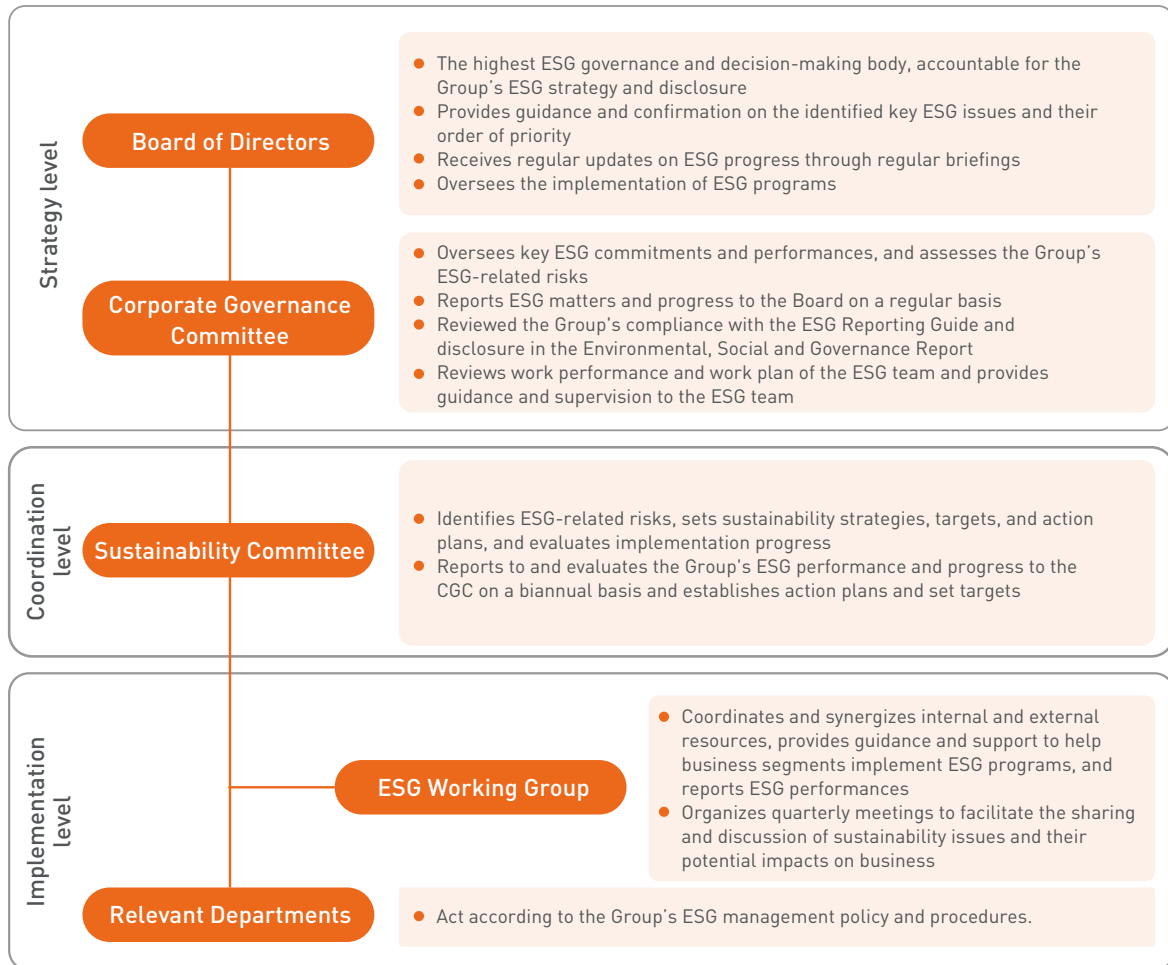 Strategy level
Board of Directors
• The highest ESG governance and decision-making body, accountable for the
Group's ESG strategy and disclosure
• Provides guidance and confirmation on the identified key ESG issues and their
order of priority
• Receives regular updates on ESG progress through regular briefings
• Oversees the implementation of ESG programs
Corporate Governance
Committee
• Oversees key ESG commitments and performances, and assesses the Group's
ESG-related risks
• Reports ESG matters and progress to the Board on a regular basis
• Reviewed the Group's compliance with the ESG Reporting Guide and
disclosure in the Environmental, Social and Governance Report
• Reviews work performance and work plan of the ESG team and provides
guidance and supervision to the ESG team
Coordination
level
Sustainability Committee
• Identifies ESG-related risks, sets sustainability strategies, targets, and action
plans, and evaluates implementation progress
• Reports to and evaluates the Group's ESG performance and progress to the
CGC on a biannual basis and establishes action plans and set targets
Implementation
level
ESG Working Group
• Coordinates and synergizes internal and external
resources, provides guidance and support to help
business segments implement ESG programs, and
reports ESG performances
• Organizes quarterly meetings to facilitate the sharing
and discussion of sustainability issues and their
potential impacts on business
Relevant Departments
• Act according to the Group's ESG management policy and procedures.